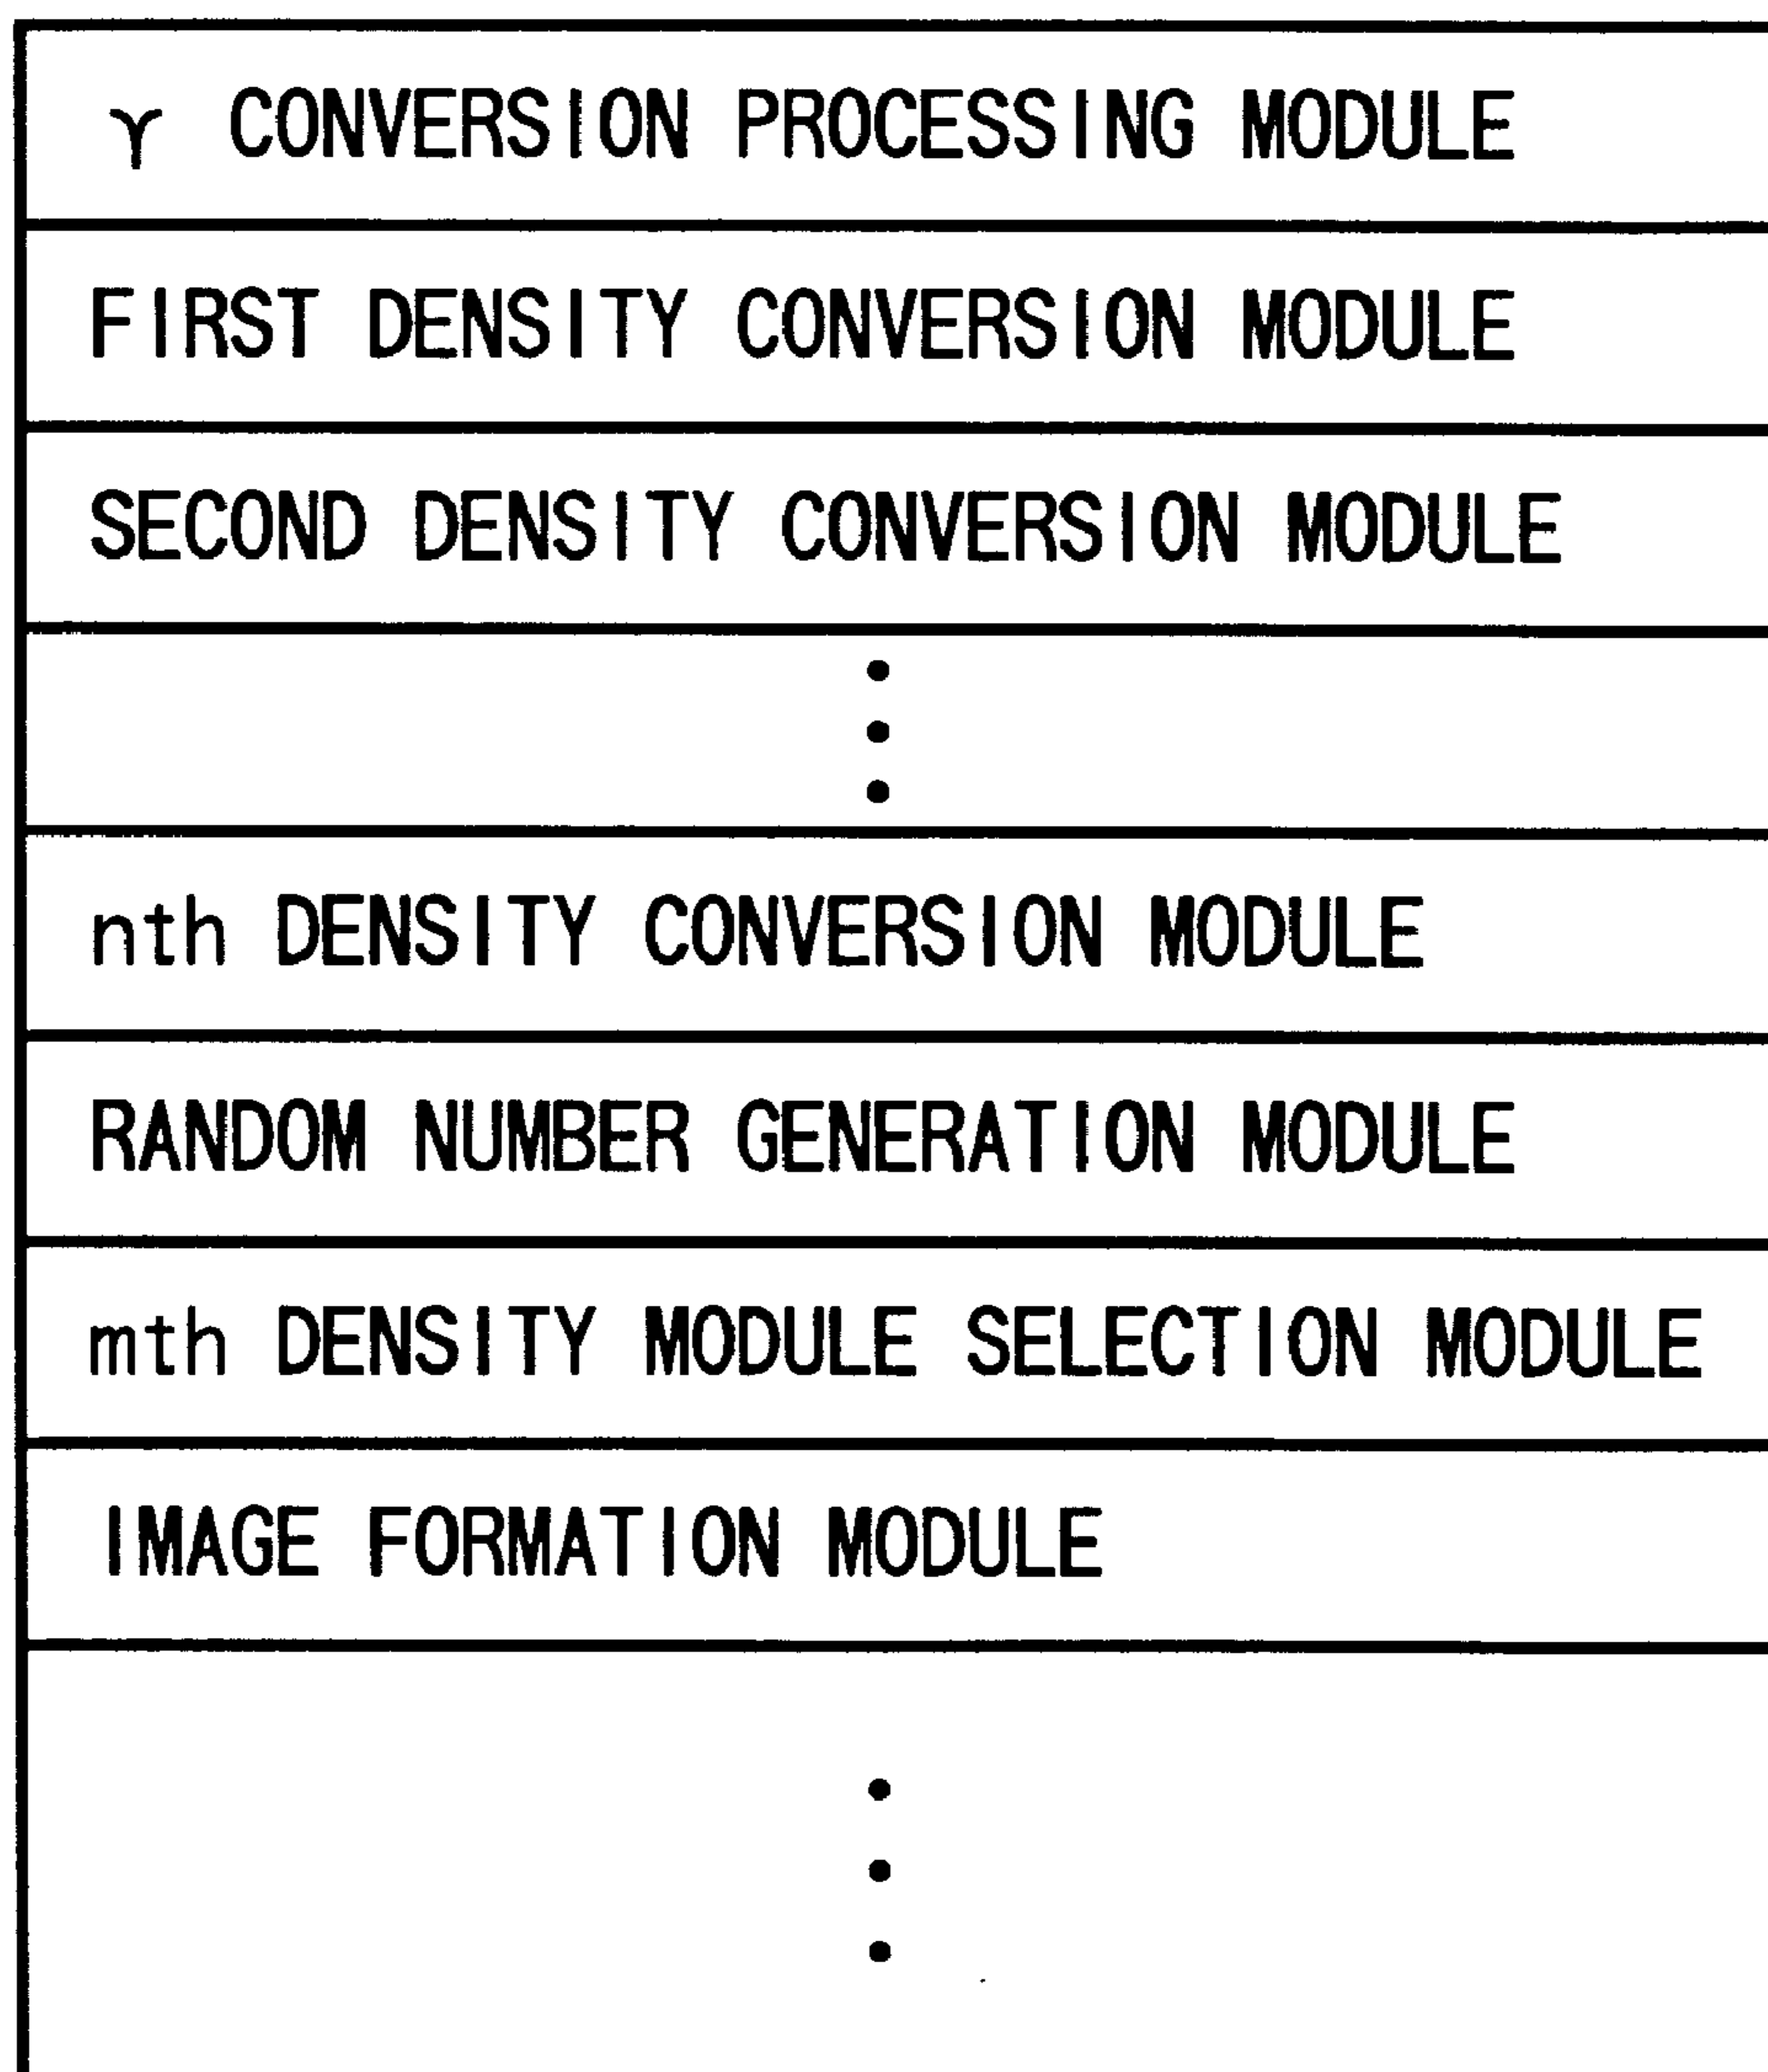 γ CONVERSION PROCESSING MODULE
FIRST DENSITY CONVERSION MODULE
SECOND DENSITY CONVERSION MODULE
nth DENSITY CONVERSION MODULE
RANDOM NUMBER GENERATION MODULE
mth DENSITY MODULE SELECTION MODULE
IMAGE FORMATION MODULE